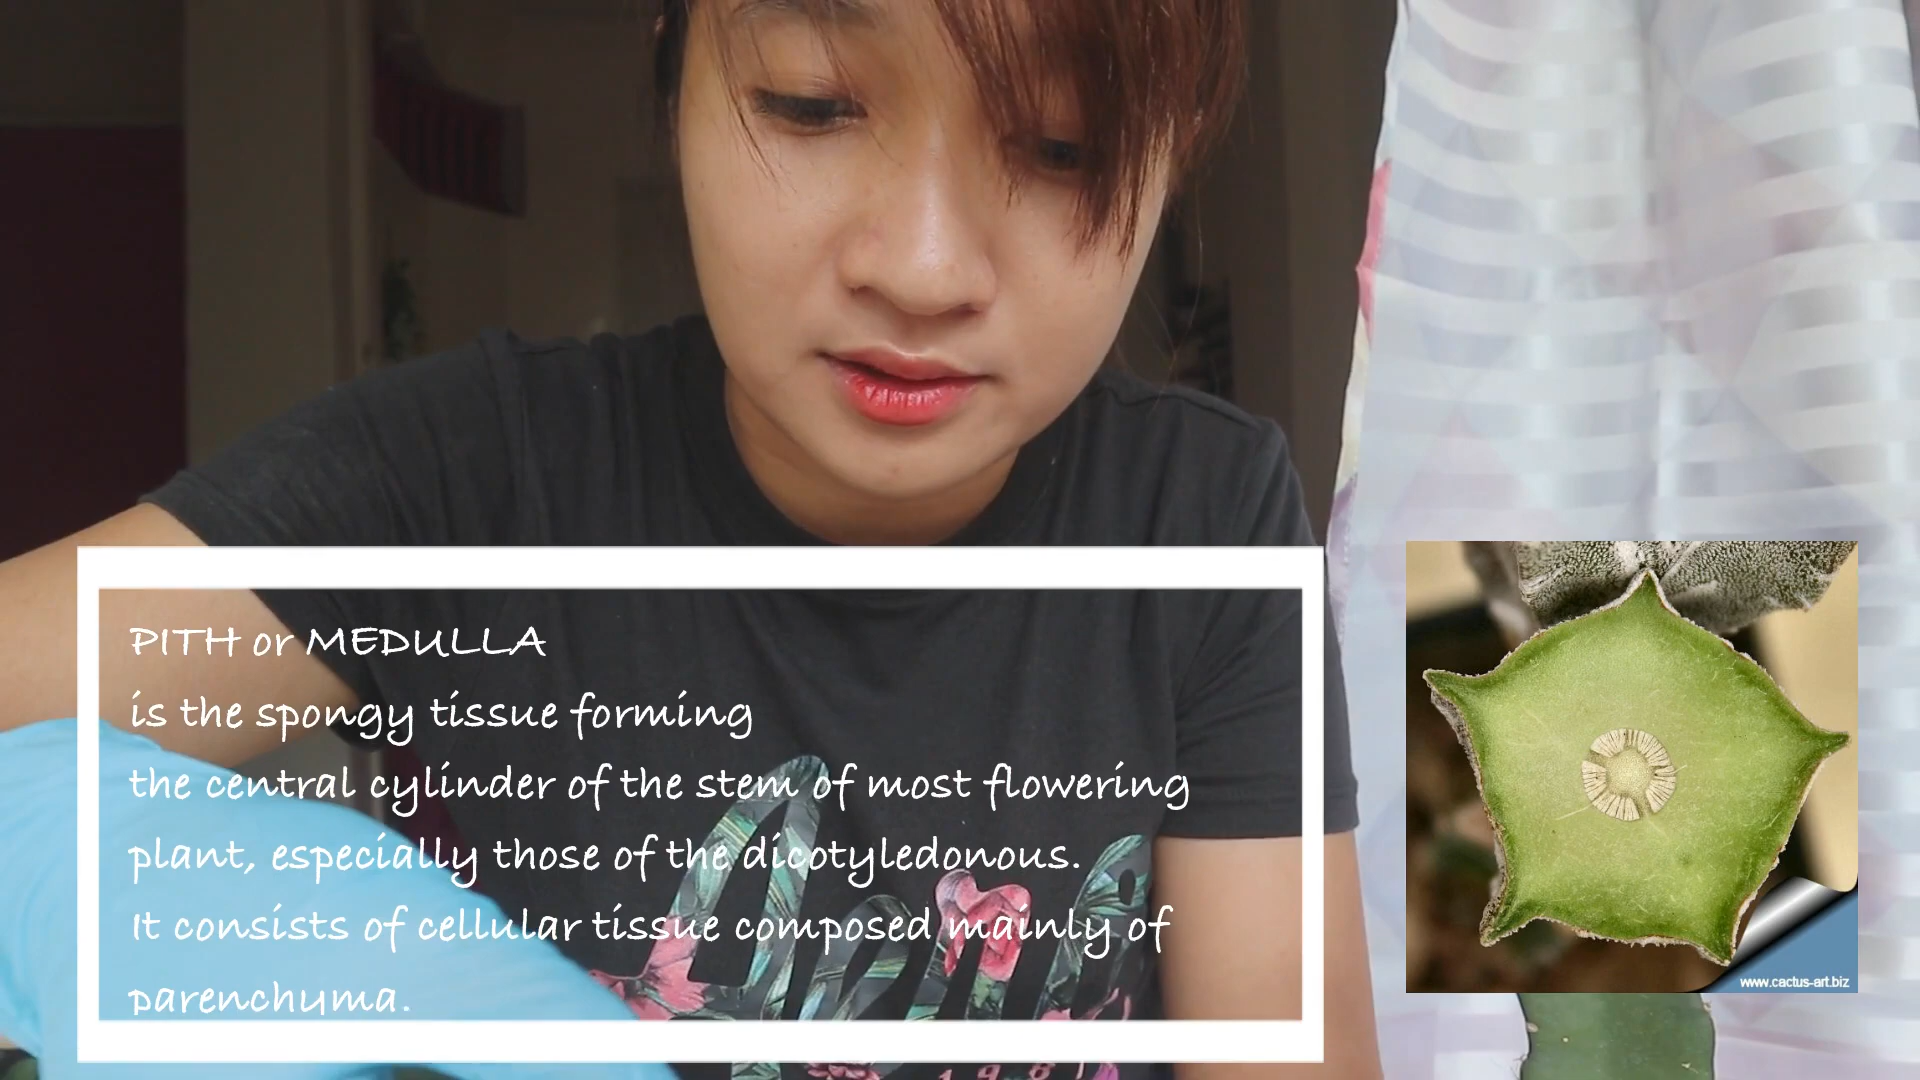 PITH or MEDULLA
is the spongy tissue forming
the central cylinder of the stem of most flowering
plant, especially those of the dicotyledonous.
It consists of cellular tissue composed mainly of
parenchyma.
www.cactus-art.biz